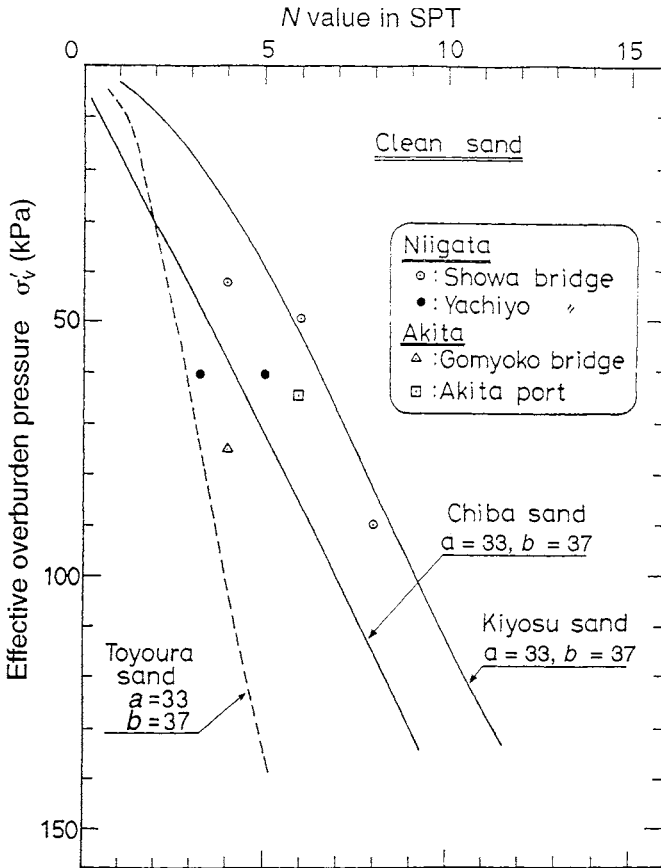 N value in SPT
0 5 10 15
Effective overburden pressure σ′v (kPa)
0
50
100
150
Clean sand
Niigata
⊙ : Showa bridge
● : Yachiyo 〃
Akita
△ : Gomyoko bridge
⊡ : Akita port
Chiba sand
a = 33, b = 37
Kiyosu sand
a = 33, b = 37
Toyoura
sand
a = 33
b = 37